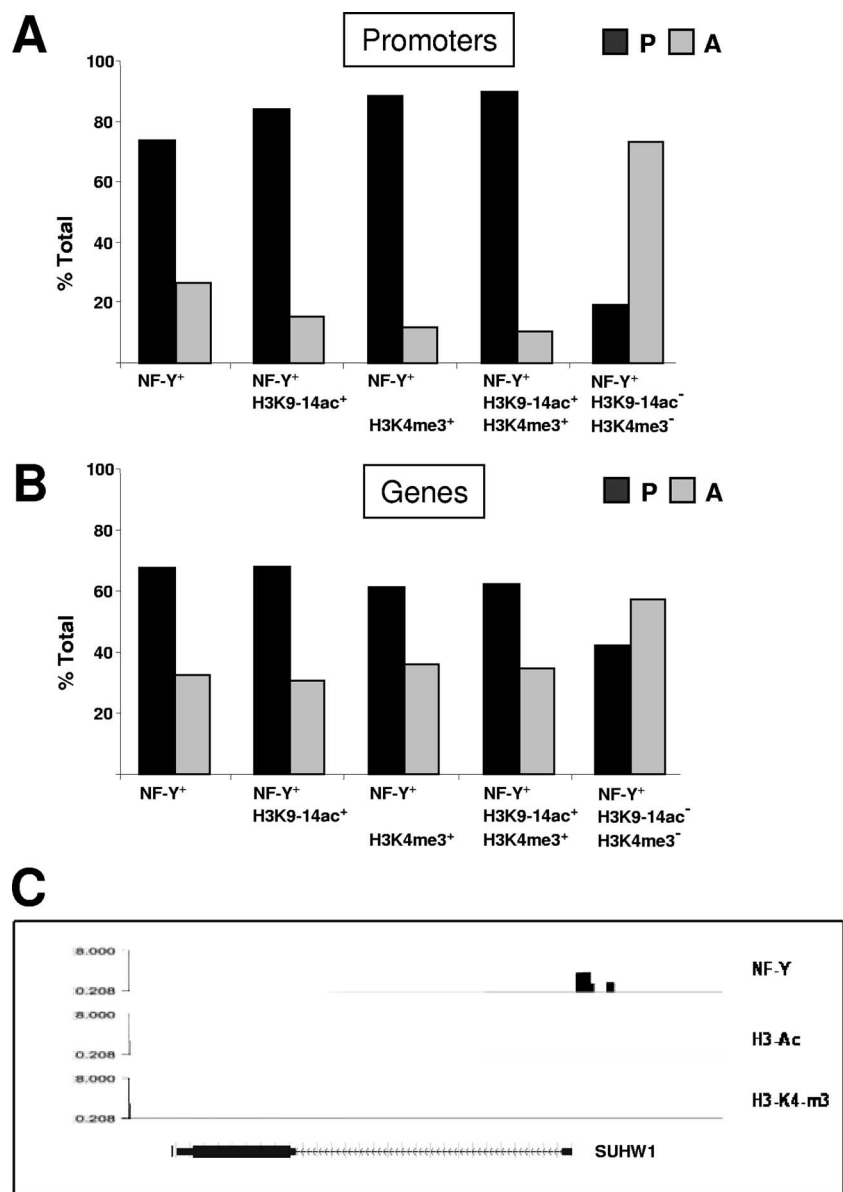 A
Promoters
P A
100
80
60
40
20
% Total
NF-Y⁺ NF-Y⁺ NF-Y⁺ NF-Y⁺ NF-Y⁺
H3K9-14ac⁺ H3K9-14ac⁺ H3K9-14ac⁻
H3K4me3⁺ H3K4me3⁺ H3K4me3⁻
B
Genes
P A
100
80
60
40
20
% Total
NF-Y⁺ NF-Y⁺ NF-Y⁺ NF-Y⁺ NF-Y⁺
H3K9-14ac⁺ H3K9-14ac⁺ H3K9-14ac⁻
H3K4me3⁺ H3K4me3⁺ H3K4me3⁻
C
8.000
NF-Y
0.208
8.000
H3-Ac
0.208
8.000
H3-K4-m3
0.208
SUHW1